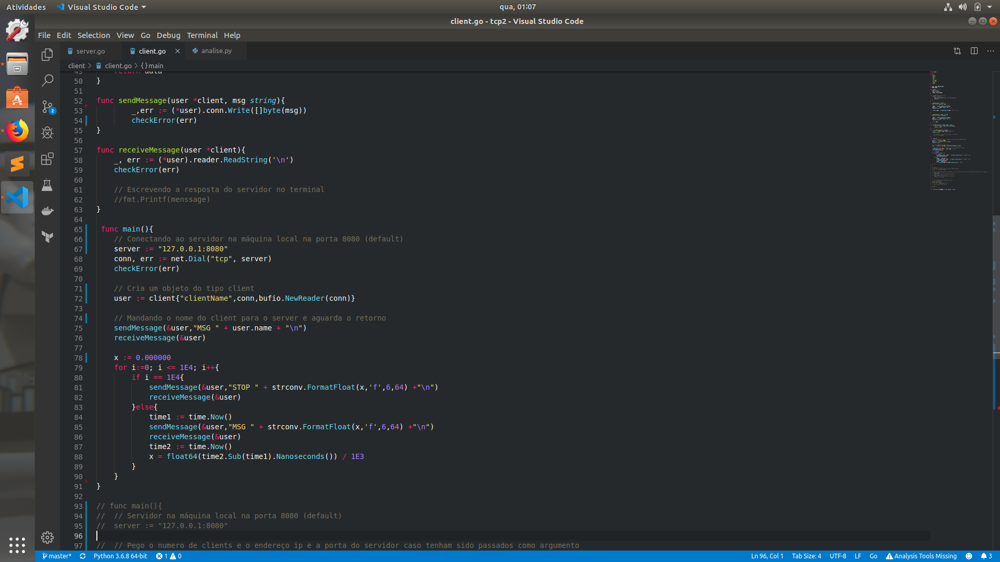 Atividades Visual Studio Code qua, 01:07
client.go - tcp2 - Visual Studio Code
File Edit Selection View Go Debug Terminal Help
server.go client.go analise.py
client > client.go > {} main
49 return data
50 }
51
52 func sendMessage(user *client, msg string){
53 _,err := (*user).conn.Write([]byte(msg))
54 checkError(err)
55 }
56
57 func receiveMessage(user *client){
58 _, err := (*user).reader.ReadString('\n')
59 checkError(err)
60
61 // Escrevendo a resposta do servidor no terminal
62 //fmt.Printf(menssage)
63 }
64
65 func main(){
66 // Conectando ao servidor na máquina local na porta 8080 (default)
67 server := "127.0.0.1:8080"
68 conn, err := net.Dial("tcp", server)
69 checkError(err)
70
71 // Cria um objeto do tipo client
72 user := client{"clientName",conn,bufio.NewReader(conn)}
73
74 // Mandando o nome do client para o server e aguarda o retorno
75 sendMessage(&user,"MSG " + user.name + "\n")
76 receiveMessage(&user)
77
78 x := 0.000000
79 for i:=0; i <= 1E4; i++{
80 if i == 1E4{
81 sendMessage(&user,"STOP " + strconv.FormatFloat(x,'f',6,64) +"\n")
82 receiveMessage(&user)
83 }else{
84 time1 := time.Now()
85 sendMessage(&user,"MSG " + strconv.FormatFloat(x,'f',6,64) +"\n")
86 receiveMessage(&user)
87 time2 := time.Now()
88 x = float64(time2.Sub(time1).Nanoseconds()) / 1E3
89 }
90 }
91 }
92
93 // func main(){
94 // // Servidor na máquina local na porta 8080 (default)
95 // server := "127.0.0.1:8080"
96
97 // // Pego o numero de clients e o endereço ip e a porta do servidor caso tenham sido passados como argumento
2
master* Python 3.6.8 64-bit 1 0 Ln 96, Col 1 Tab Size: 4 UTF-8 LF Go Analysis Tools Missing 3